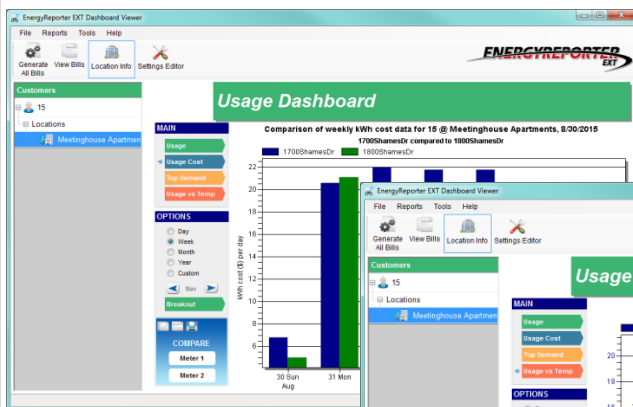 EnergyReporter EXT Dashboard Viewer
File Reports Tools Help
Generate All Bills
View Bills
Location Info
Settings Editor
ENERGYREPORTER
EXT
Customers
15
Locations
Meetinghouse Apartmen
Usage Dashboard
MAIN
Usage
Usage Cost
Top Demand
Usage vs Temp
OPTIONS
Day
Week
Month
Year
Custom
Nav
Breakout
COMPARE
Meter 1
Meter 2
Comparison of weekly kWh cost data for 15 @ Meetinghouse Apartments, 8/30/2015
1700ShamesDr compared to 1800ShamesDr
1700ShamesDr 1800ShamesDr
kWh cost ($) per day
22
20
18
16
14
12
10
8
6
30 Sun 31 Mon
Aug
EnergyReporter EXT Dashboard Viewer
File Reports Tools Help
Generate All Bills
View Bills
Location Info
Settings Editor
Customers
15
Locations
Meetinghouse Apartmen
Usage
MAIN
Usage
Usage Cost
Top Demand
Usage vs Temp
OPTIONS
20
18
16